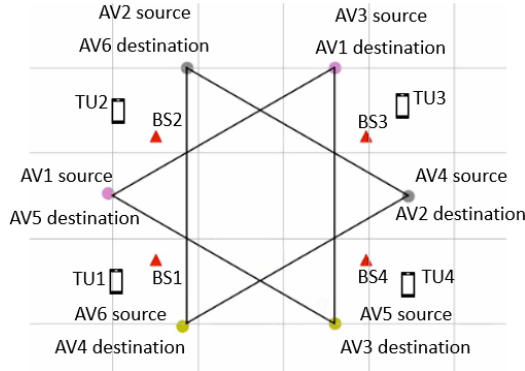 AV2 source
AV6 destination
AV3 source
AV1 destination
TU2
BS2
BS3
TU3
AV1 source
AV5 destination
AV4 source
AV2 destination
TU1
BS1
BS4
TU4
AV6 source
AV4 destination
AV5 source
AV3 destination